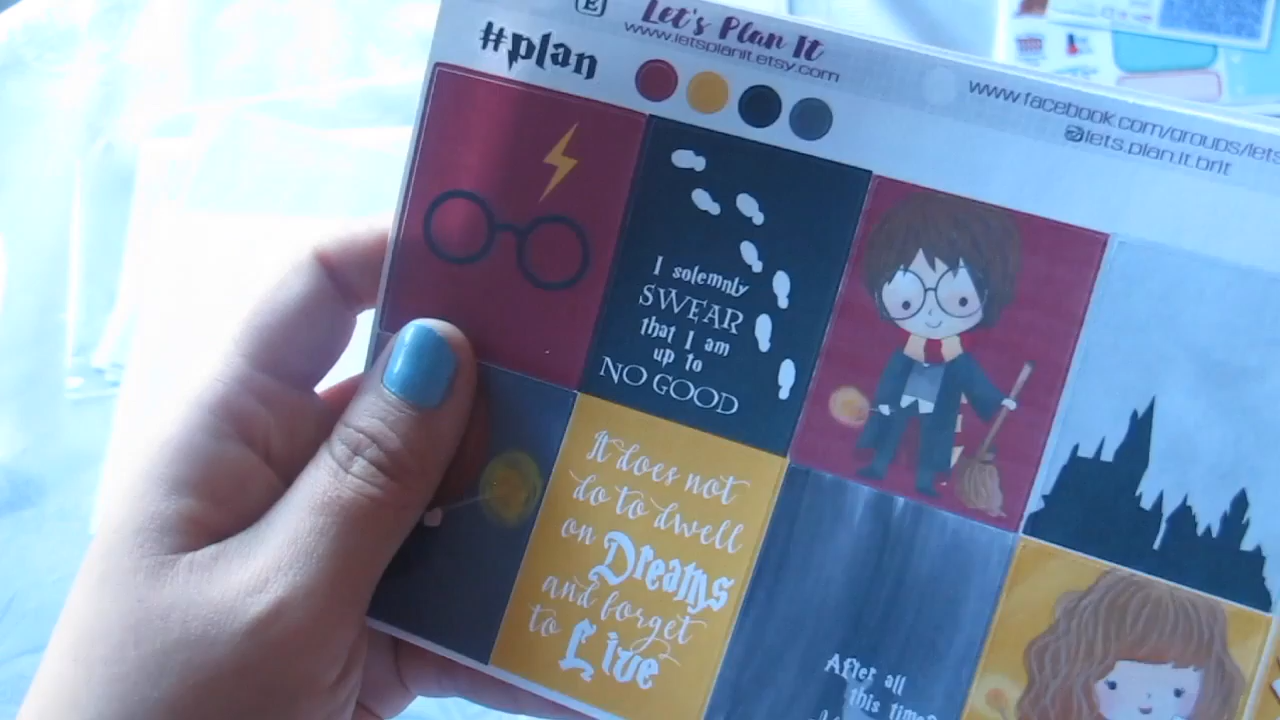 E
Let's Plan It
www.letsplanit.etsy.com
#plan
www.facebook.com/groups/lets
@lets.plan.it.brit
I solemnly
SWEAR
that I am
up to
NO GOOD
It does not
do to dwell
on Dreams
and forget
to Live
After all
this time?